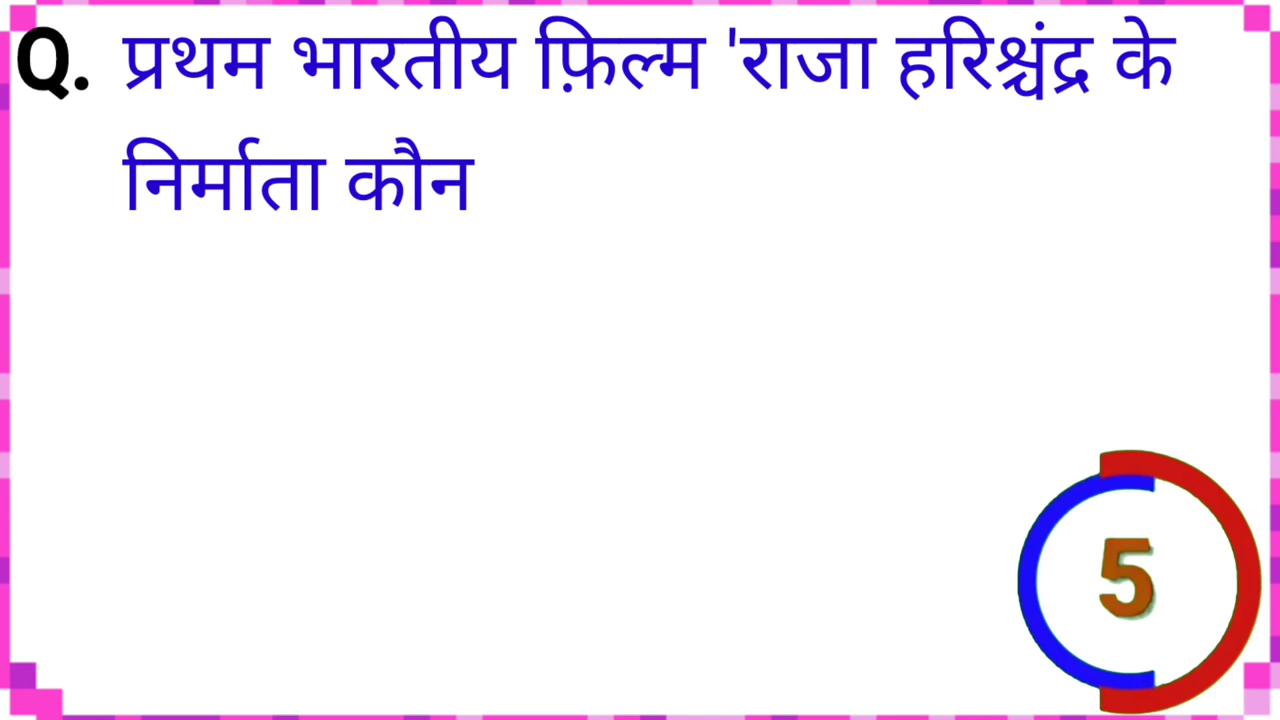 Q. प्रथम भारतीय फ़िल्म 'राजा हरिश्चंद्र के
निर्माता कौन
5